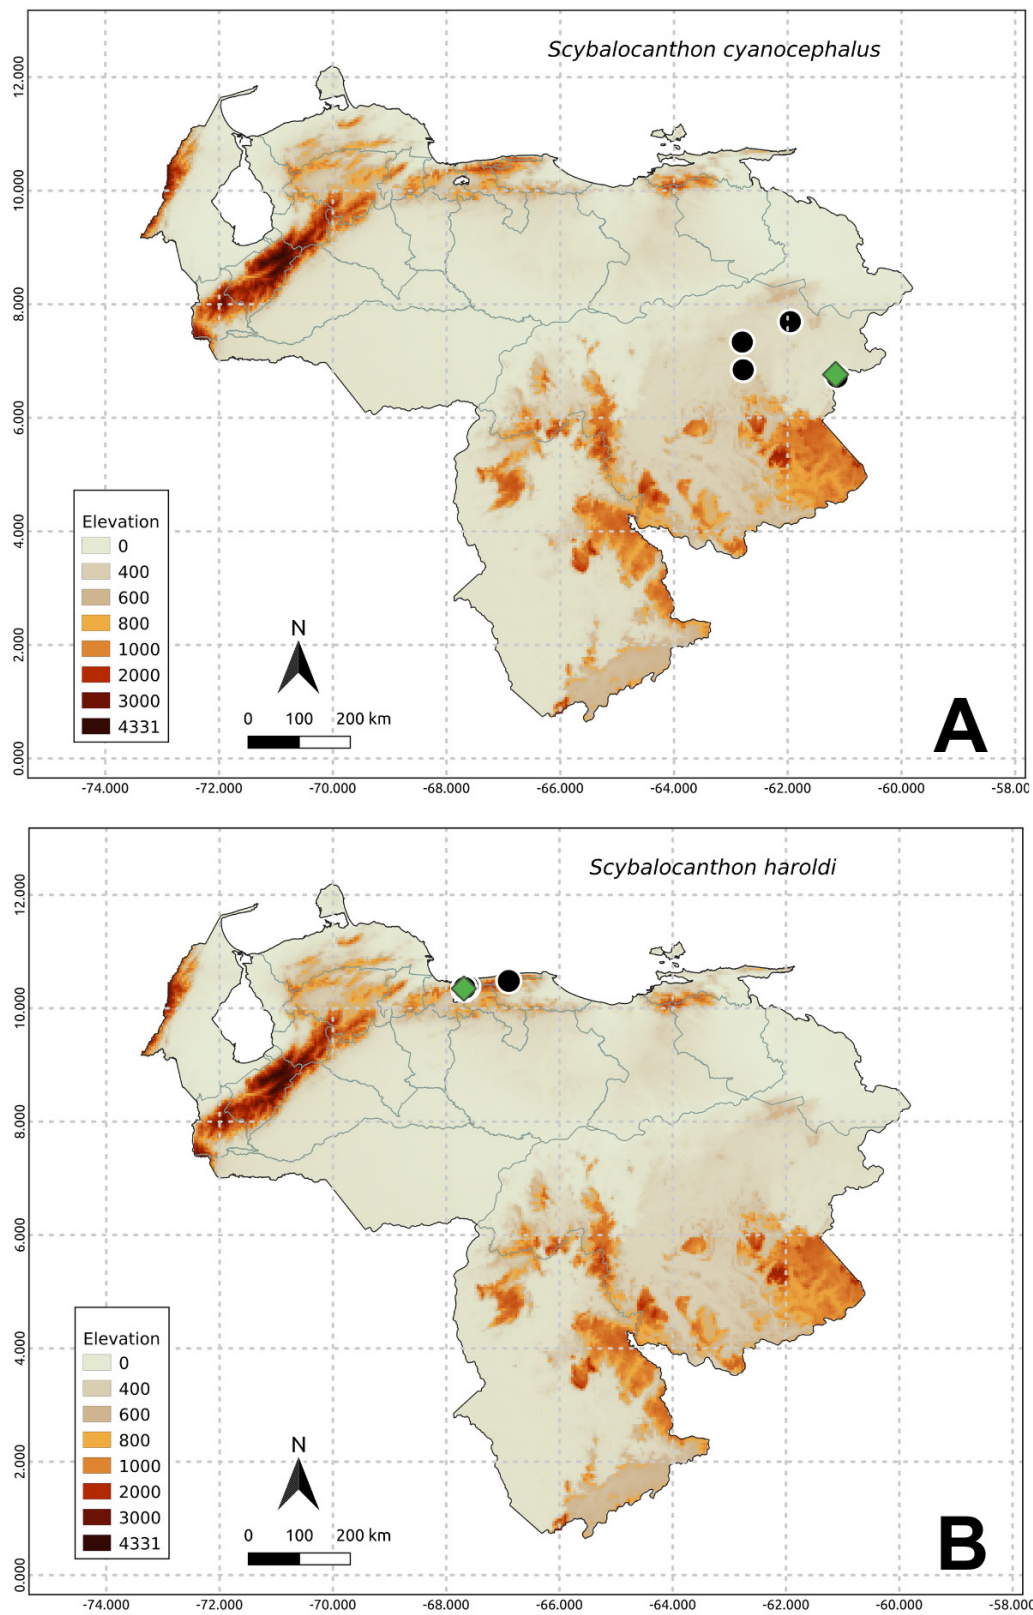 Scybalocanthon cyanocephalus
12.000
10.000
8.000
6.000
4.000
2.000
0.000
Elevation
0
400
600
800
1000
2000
3000
4331
N
0 100 200 km
A
-74.000 -72.000 -70.000 -68.000 -66.000 -64.000 -62.000 -60.000 -58.00
Scybalocanthon haroldi
12.000
10.000
8.000
6.000
4.000
2.000
0.000
Elevation
0
400
600
800
1000
2000
3000
4331
N
0 100 200 km
B
-74.000 -72.000 -70.000 -68.000 -66.000 -64.000 -62.000 -60.000 -58.000